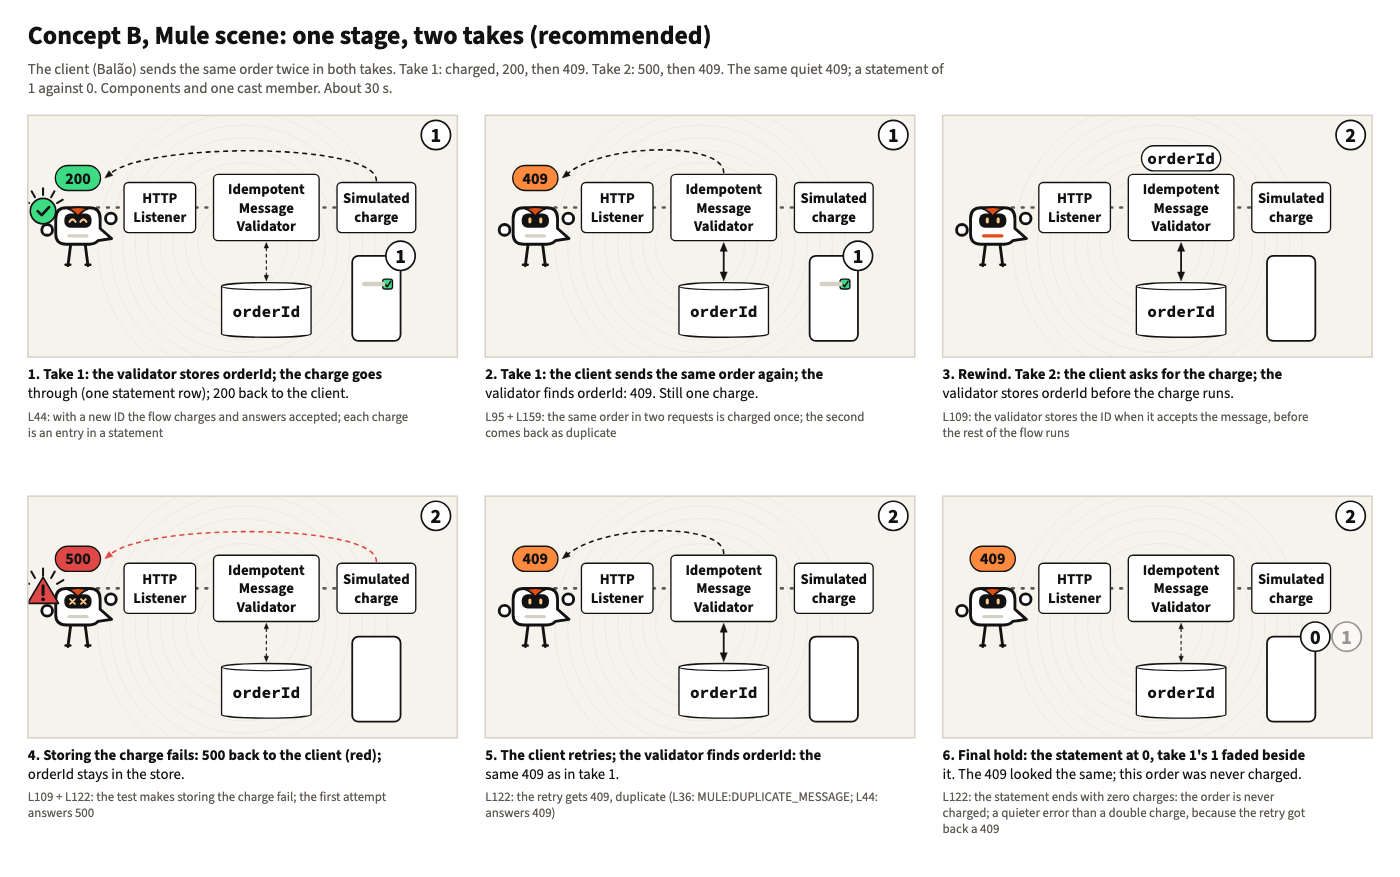 Concept B, Mule scene: one stage, two takes (recommended)
The client (Balão) sends the same order twice in both takes. Take 1: charged, 200, then 409. Take 2: 500, then 409. The same quiet 409; a statement of
1 against 0. Components and one cast member. About 30 s.
1
200
HTTP
Listener
Idempotent
Message
Validator
Simulated
charge
1
orderId
1. Take 1: the validator stores orderId; the charge goes
through (one statement row); 200 back to the client.
L44: with a new ID the flow charges and answers accepted; each charge
is an entry in a statement
1
409
HTTP
Listener
Idempotent
Message
Validator
Simulated
charge
1
orderId
2. Take 1: the client sends the same order again; the
validator finds orderId: 409. Still one charge.
L95 + L159: the same order in two requests is charged once; the second
comes back as duplicate
2
orderId
HTTP
Listener
Idempotent
Message
Validator
Simulated
charge
orderId
3. Rewind. Take 2: the client asks for the charge; the
validator stores orderId before the charge runs.
L109: the validator stores the ID when it accepts the message, before
the rest of the flow runs
2
500
HTTP
Listener
Idempotent
Message
Validator
Simulated
charge
orderId
4. Storing the charge fails: 500 back to the client (red);
orderId stays in the store.
L109 + L122: the test makes storing the charge fail; the first attempt
answers 500
2
409
HTTP
Listener
Idempotent
Message
Validator
Simulated
charge
orderId
5. The client retries; the validator finds orderId: the
same 409 as in take 1.
L122: the retry gets 409, duplicate (L36: MULE:DUPLICATE_MESSAGE; L44:
answers 409)
2
409
HTTP
Listener
Idempotent
Message
Validator
Simulated
charge
0
1
orderId
6. Final hold: the statement at 0, take 1's 1 faded beside
it. The 409 looked the same; this order was never charged.
L122: the statement ends with zero charges: the order is never
charged; a quieter error than a double charge, because the retry got
back a 409